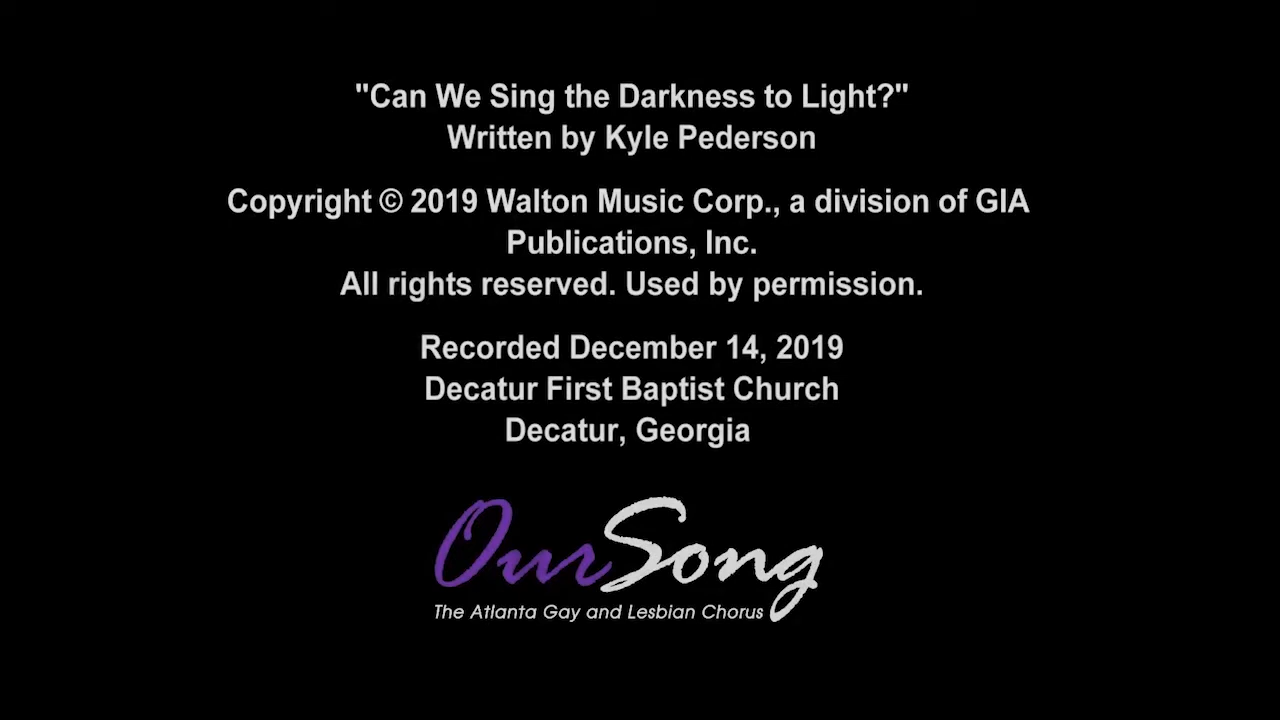 "Can We Sing the Darkness to Light?"
Written by Kyle Pederson
Copyright © 2019 Walton Music Corp., a division of GIA
Publications, Inc.
All rights reserved. Used by permission.
Recorded December 14, 2019
Decatur First Baptist Church
Decatur, Georgia
OurSong
The Atlanta Gay and Lesbian Chorus